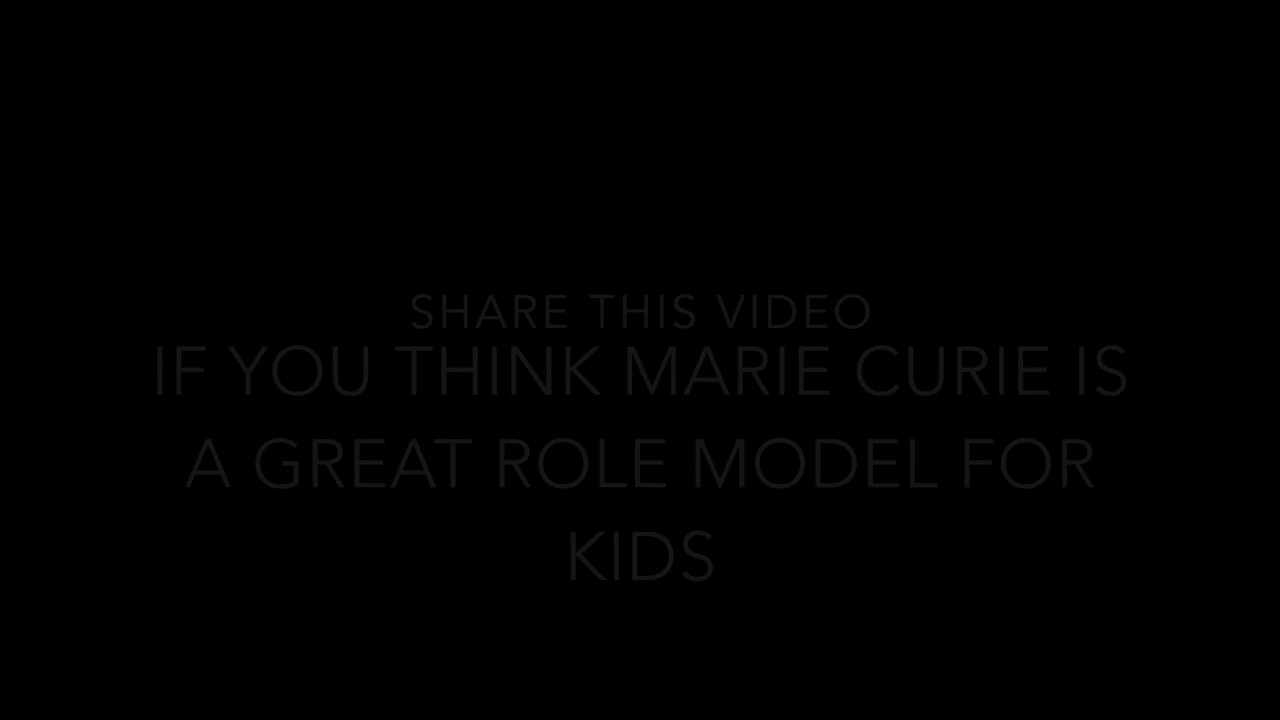 SHARE THIS VIDEO
IF YOU THINK MARIE CURIE IS
A GREAT ROLE MODEL FOR
KIDS